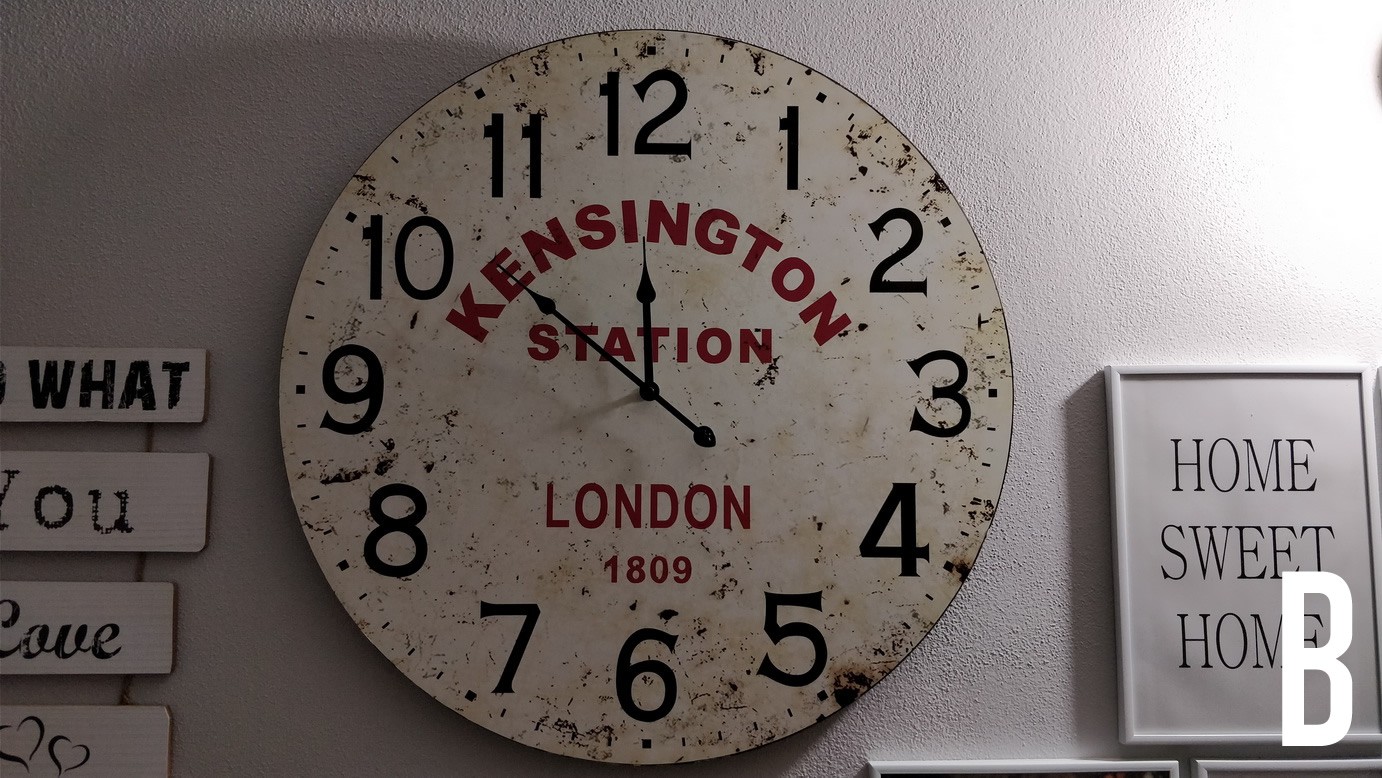 12
11
1
10
2
KENSINGTON
STATION
9
3
LONDON
1809
8
4
7
5
6
WHAT
You
Love
HOME
SWEET
HOME
B